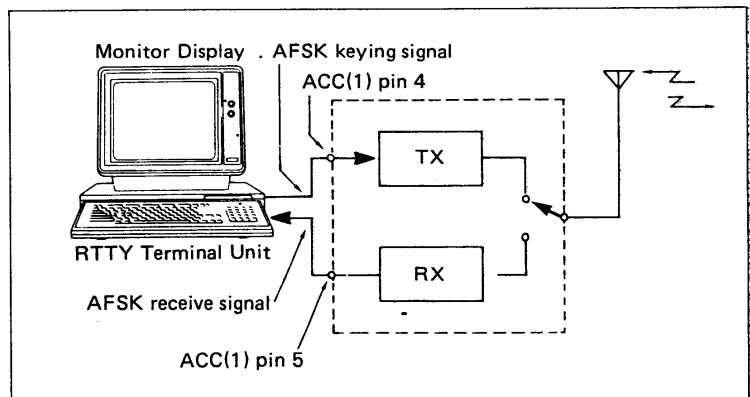 Monitor Display . AFSK keying signal
ACC(1) pin 4
TX
RTTY Terminal Unit
RX
AFSK receive signal
ACC(1) pin 5